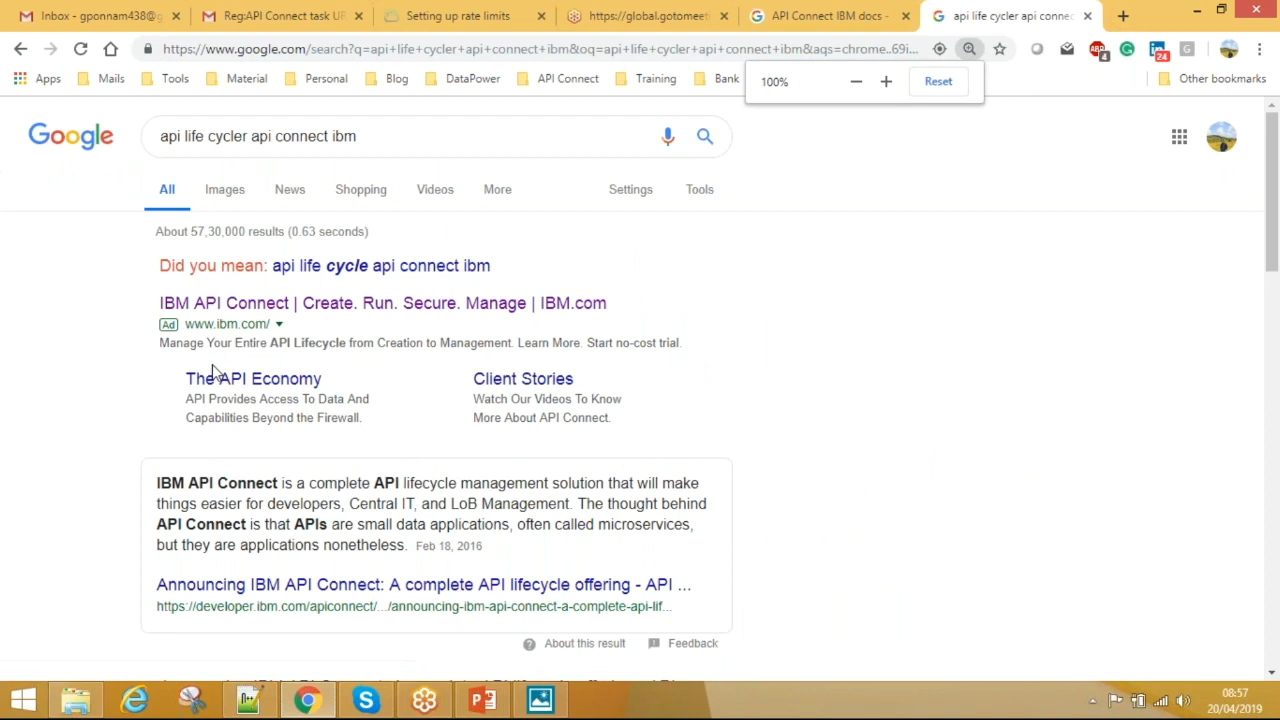 Inbox - gponnam438@g
Reg:API Connect task UR
Setting up rate limits
https://global.gotomeeti
API Connect IBM docs -
api life cycler api connec
https://www.google.com/search?q=api+life+cycler+api+connect+ibm&oq=api+life+cycler+api+connect+ibm&aqs=chrome..69i...
Apps
Mails
Tools
Material
Personal
Blog
DataPower
API Connect
Training
Bank
Other bookmarks
100%
Reset
Google
api life cycler api connect ibm
All
Images
News
Shopping
Videos
More
Settings
Tools
About 57,30,000 results (0.63 seconds)
Did you mean: api life cycle api connect ibm
IBM API Connect | Create. Run. Secure. Manage | IBM.com
Ad www.ibm.com/
Manage Your Entire API Lifecycle from Creation to Management. Learn More. Start no-cost trial.
The API Economy
API Provides Access To Data And
Capabilities Beyond the Firewall.
Client Stories
Watch Our Videos To Know
More About API Connect.
IBM API Connect is a complete API lifecycle management solution that will make
things easier for developers, Central IT, and LoB Management. The thought behind
API Connect is that APIs are small data applications, often called microservices,
but they are applications nonetheless. Feb 18, 2016
Announcing IBM API Connect: A complete API lifecycle offering - API ...
https://developer.ibm.com/apiconnect/.../announcing-ibm-api-connect-a-complete-api-lif...
About this result
Feedback
08:57
20/04/2019